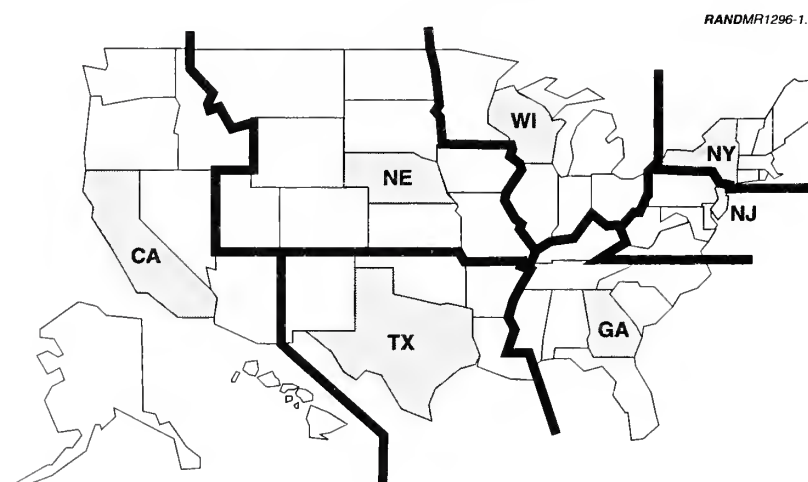 RANDMR1296-1.
WI
NY
NE
NJ
CA
TX
GA